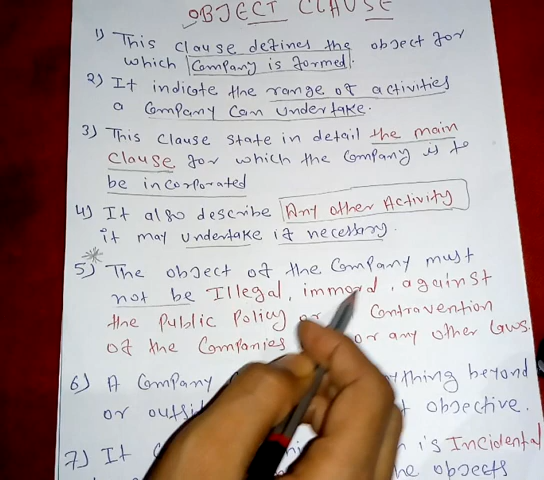 OBJECT CLAUSE
1) This clause defines the object for
which Company is formed.
2) It indicate the range of activities
a Company Can undertake.
3) This Clause State in detail the main
Clause for which the Company is to
be incorporated
4) It also describe Any other Activity
it may undertake if necessary.
5) The object of the Company must
not be Illegal, immoral, against
the Public Policy or Contravention
of the Companies or any other Laws.
6) A Company ything beyond
or outsi objective.
7) It is Incidental
the objects